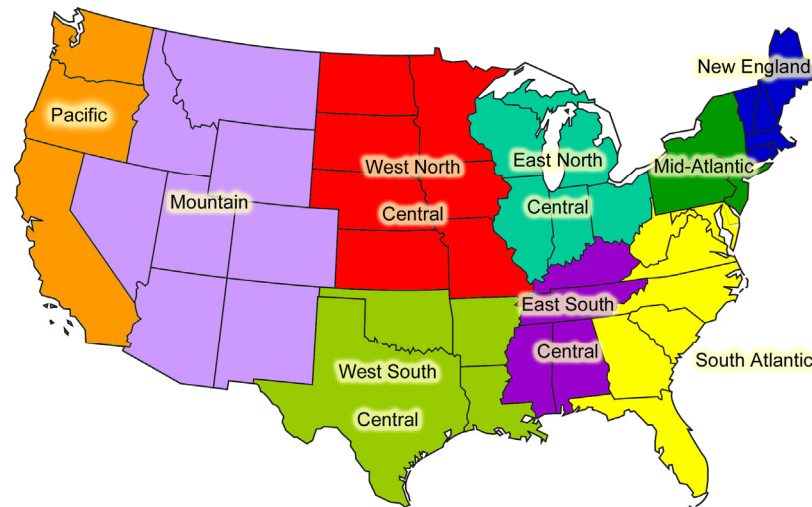 New England
Pacific
West North
Central
East North
Central
Mid-Atlantic
Mountain
East South
Central
South Atlantic
West South
Central